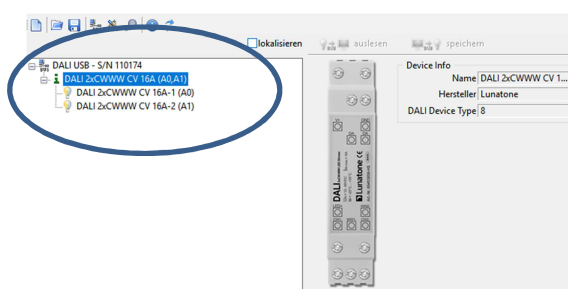 lokalisieren
auslesen
speichern
DALI USB - S/N 110174
DALI 2xCWWW CV 16A (A0,A1)
DALI 2xCWWW CV 16A-1 (A0)
DALI 2xCWWW CV 16A-2 (A1)
Device Info
Name DALI 2xCWWW CV 1...
Hersteller Lunatone
DALI Device Type 8
DALI
Lunatone CE